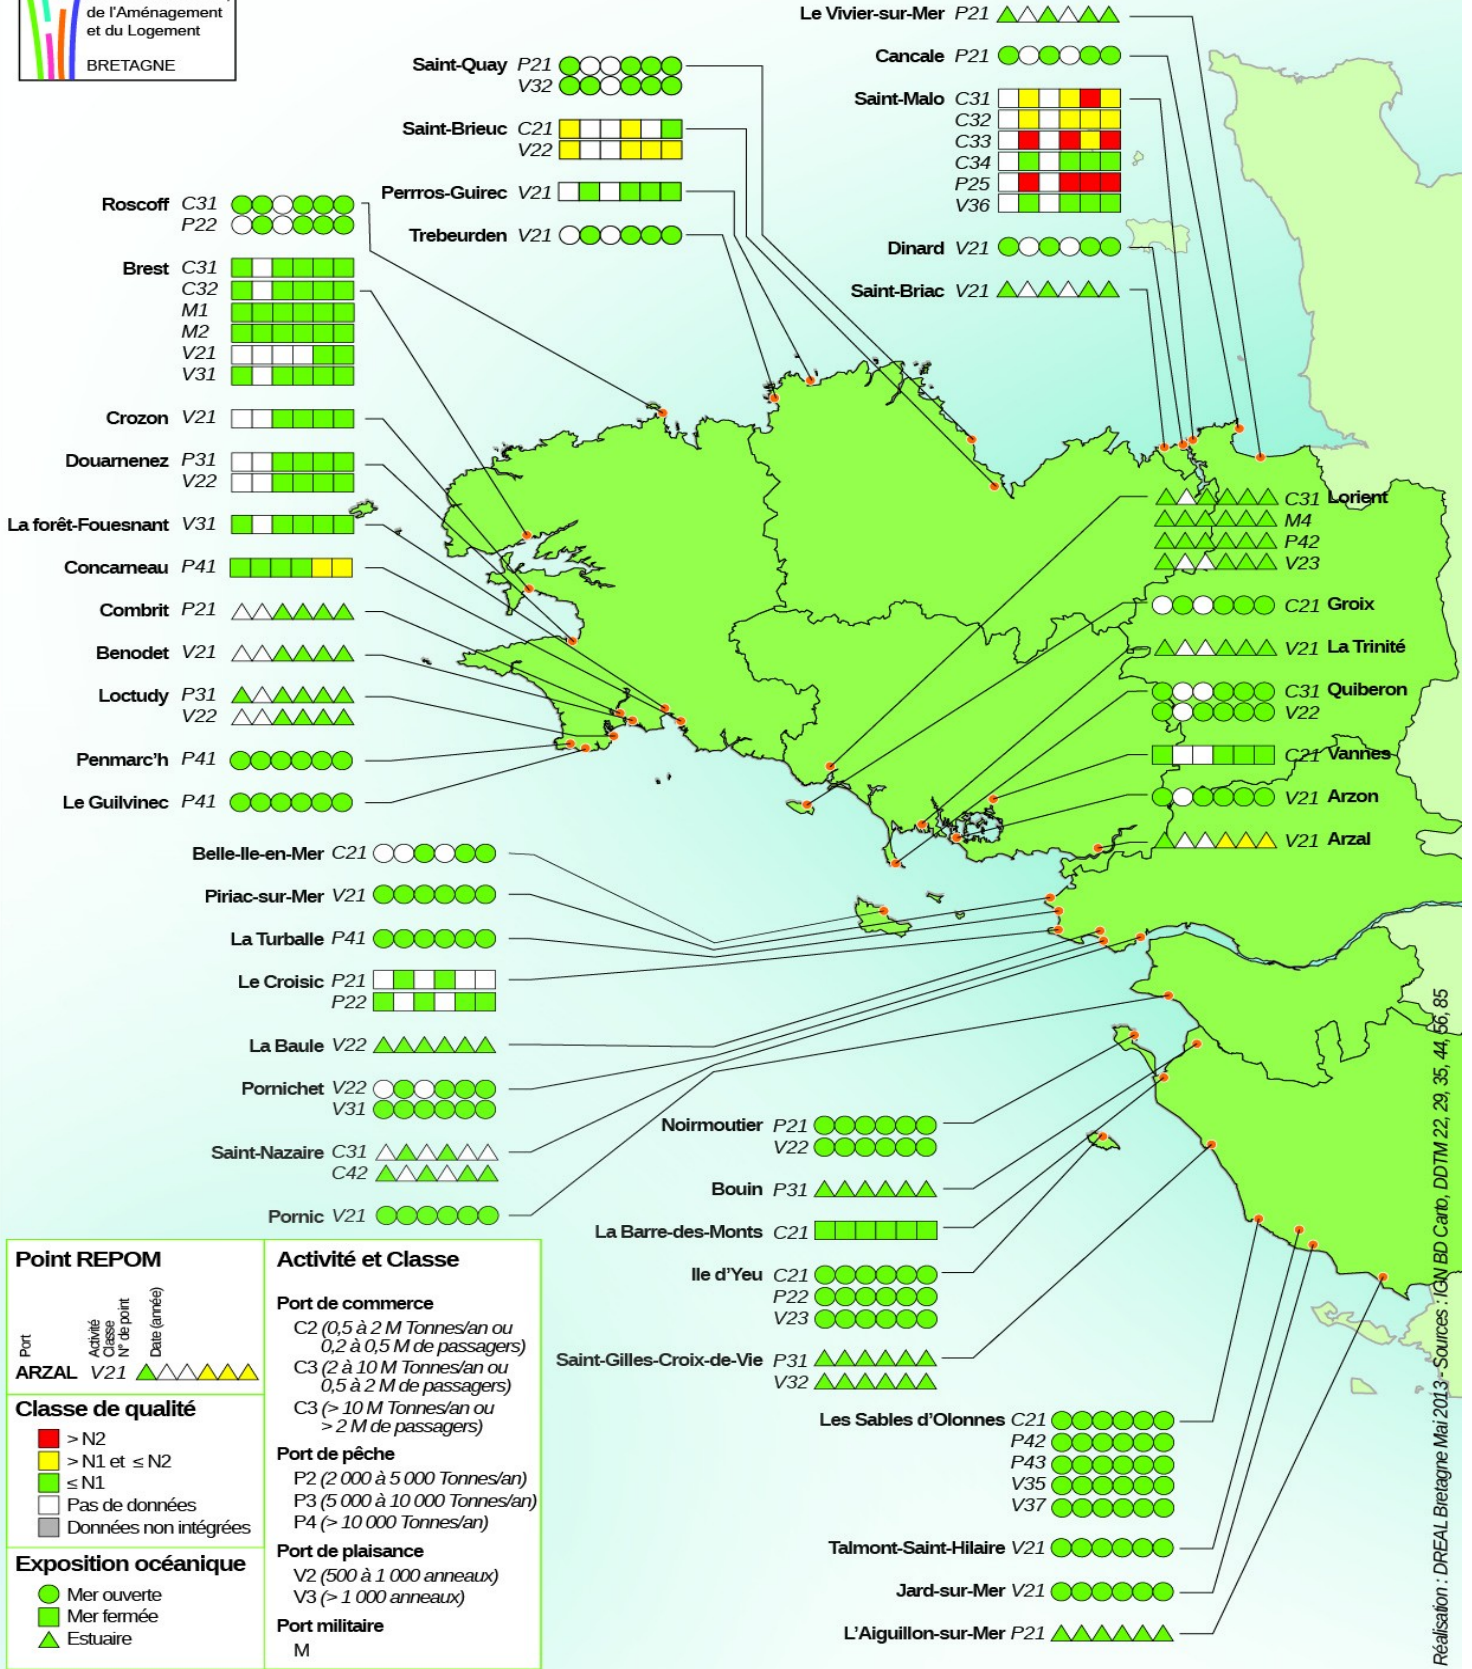 de l'Aménagement
et du Logement
BRETAGNE
Le Vivier-sur-Mer P21
Cancale P21
Saint-Malo C31
C32
C33
C34
P25
V36
Dinard V21
Saint-Briac V21
Saint-Quay P21
V32
Saint-Brieuc C21
V22
Perrros-Guirec V21
Trebeurden V21
Roscoff C31
P22
Brest C31
C32
M1
M2
V21
V31
Crozon V21
Douarnenez P31
V22
La forêt-Fouesnant V31
Concarneau P41
Combrit P21
Benodet V21
Loctudy P31
V22
Penmarc'h P41
Le Guilvinec P41
C31 Lorient
M4
P42
V23
C21 Groix
V21 La Trinité
C31 Quiberon
V22
C21 Vannes
V21 Arzon
V21 Arzal
Belle-Ile-en-Mer C21
Piriac-sur-Mer V21
La Turballe P41
Le Croisic P21
P22
La Baule V22
Pornichet V22
V31
Saint-Nazaire C31
C42
Pornic V21
Noirmoutier P21
V22
Bouin P31
La Barre-des-Monts C21
Ile d'Yeu C21
P22
V23
Saint-Gilles-Croix-de-Vie P31
V32
Les Sables d'Olonnes C21
P42
P43
V35
V37
Talmont-Saint-Hilaire V21
Jard-sur-Mer V21
L'Aiguillon-sur-Mer P21
Point REPOM
Port
Activité
Classe
N° de point
Date (année)
ARZAL V21
Classe de qualité
> N2
> N1 et ≤ N2
≤ N1
Pas de données
Données non intégrées
Exposition océanique
Mer ouverte
Mer fermée
Estuaire
Activité et Classe
Port de commerce
C2 (0,5 à 2 M Tonnes/an ou
0,2 à 0,5 M de passagers)
C3 (2 à 10 M Tonnes/an ou
0,5 à 2 M de passagers)
C3 (> 10 M Tonnes/an ou
> 2 M de passagers)
Port de pêche
P2 (2 000 à 5 000 Tonnes/an)
P3 (5 000 à 10 000 Tonnes/an)
P4 (> 10 000 Tonnes/an)
Port de plaisance
V2 (500 à 1 000 anneaux)
V3 (> 1 000 anneaux)
Port militaire
M
Réalisation : DREAL Bretagne Mai 2013 - Sources : IGN BD Carto, DDTM 22, 29, 35, 44, 56, 85